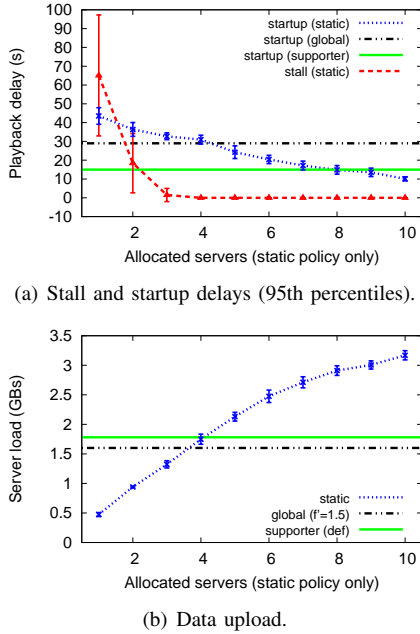 100
90
80
70
60
50
40
30
20
10
0
-10
Playback delay (s)
startup (static)
startup (global)
startup (supporter)
stall (static)
2 4 6 8 10
Allocated servers (static policy only)
(a) Stall and startup delays (95th percentiles).
3.5
3
2.5
2
1.5
1
0.5
0
Server load (GBs)
static
global (f'=1.5)
supporter (def)
2 4 6 8 10
Allocated servers (static policy only)
(b) Data upload.